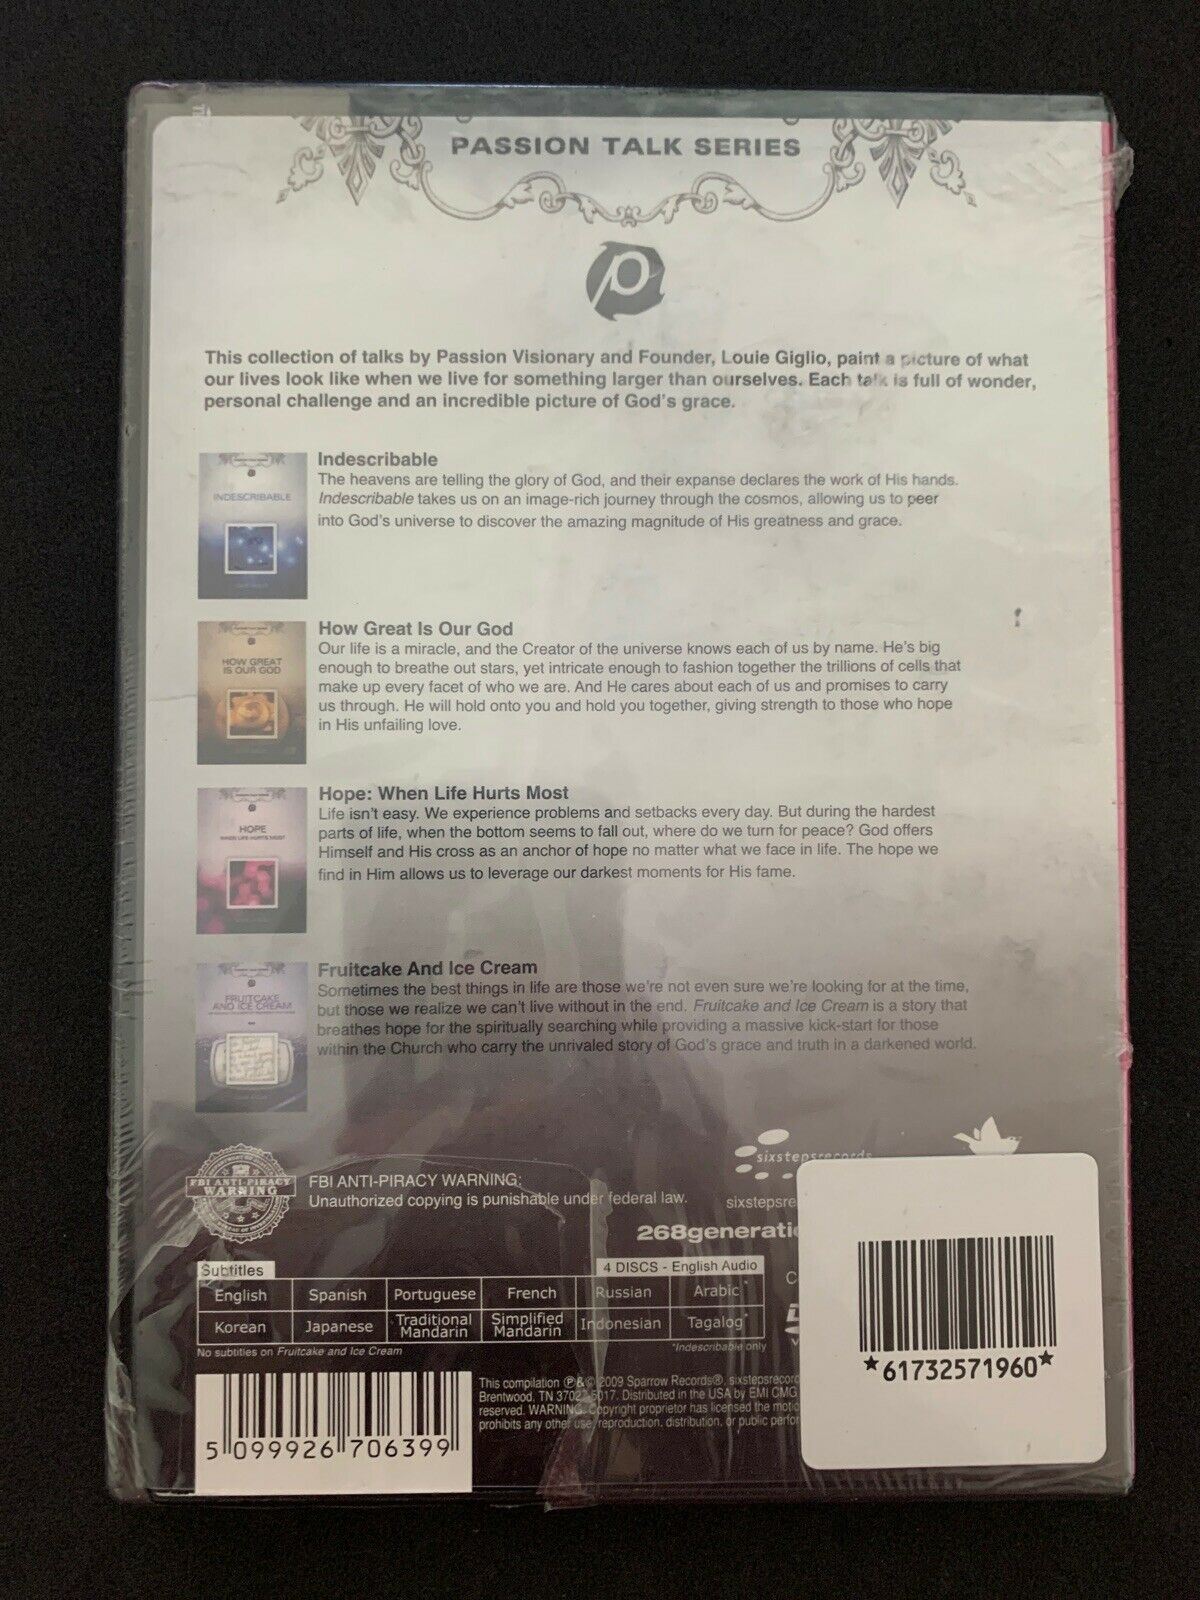 PASSION TALK SERIES
This collection of talks by Passion Visionary and Founder, Louie Giglio, paint a picture of what
our lives look like when we live for something larger than ourselves. Each talk is full of wonder,
personal challenge and an incredible picture of God's grace.
INDESCRIBABLE
Indescribable
The heavens are telling the glory of God, and their expanse declares the work of His hands.
Indescribable takes us on an image-rich journey through the cosmos, allowing us to peer
into God's universe to discover the amazing magnitude of His greatness and grace.
HOW GREAT
IS OUR GOD
How Great Is Our God
Our life is a miracle, and the Creator of the universe knows each of us by name. He's big
enough to breathe out stars, yet intricate enough to fashion together the trillions of cells that
make up every facet of who we are. And He cares about each of us and promises to carry
us through. He will hold onto you and hold you together, giving strength to those who hope
in His unfailing love.
HOPE
WHEN LIFE HURTS MOST
Hope: When Life Hurts Most
Life isn't easy. We experience problems and setbacks every day. But during the hardest
parts of life, when the bottom seems to fall out, where do we turn for peace? God offers
Himself and His cross as an anchor of hope no matter what we face in life. The hope we
find in Him allows us to leverage our darkest moments for His fame.
FRUITCAKE
AND ICE CREAM
Fruitcake And Ice Cream
Sometimes the best things in life are those we're not even sure we're looking for at the time,
but those we realize we can't live without in the end. Fruitcake and Ice Cream is a story that
breathes hope for the spiritually searching while providing a massive kick-start for those
within the Church who carry the unrivaled story of God's grace and truth in a darkened world.
FBI ANTI-PIRACY
WARNING
FBI ANTI-PIRACY WARNING:
Unauthorized copying is punishable under federal law.
sixstepsrecords
sixstepsre
268generati
Subtitles
4 DISCS - English Audio
English Spanish Portuguese French Russian Arabic*
Korean Japanese Traditional Mandarin Simplified Mandarin Indonesian Tagalog*
No subtitles on Fruitcake and Ice Cream
*Indescribable only
This compilation ℗&© 2009 Sparrow Records®, sixstepsrecord
Brentwood, TN 37022-5017. Distributed in the USA by EMI CMG
reserved. WARNING: Copyright proprietor has licensed the motio
prohibits any other use, reproduction, distribution, or public perfor
5 099926 706399
*61732571960*